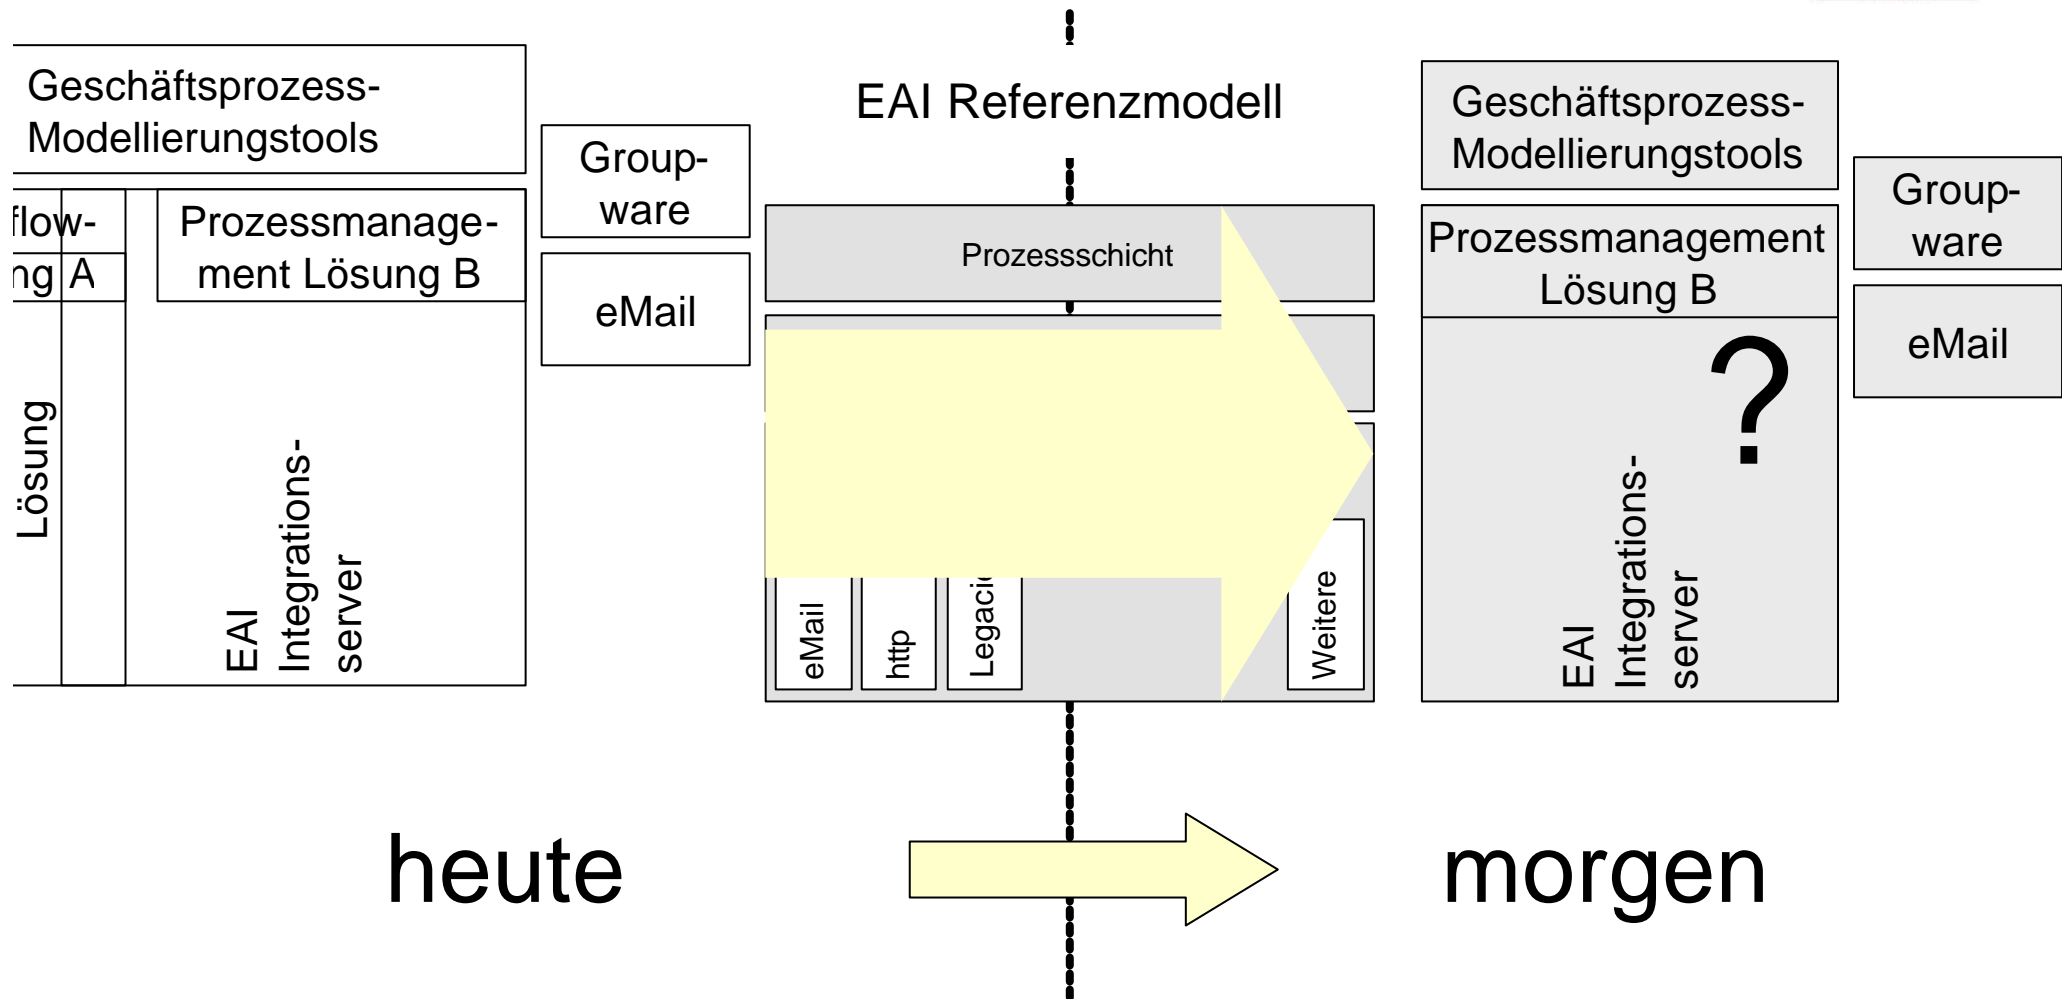 Geschäftsprozess-
Modellierungstools
flow-
ng A
Lösung
Prozessmanage-
ment Lösung B
EAI
Integrations-
server
Group-
ware
eMail
EAI Referenzmodell
Prozessschicht
eMail
http
Legacie
Weitere
Geschäftsprozess-
Modellierungstools
Prozessmanagement
Lösung B
?
EAI
Integrations-
server
Group-
ware
eMail
heute
morgen